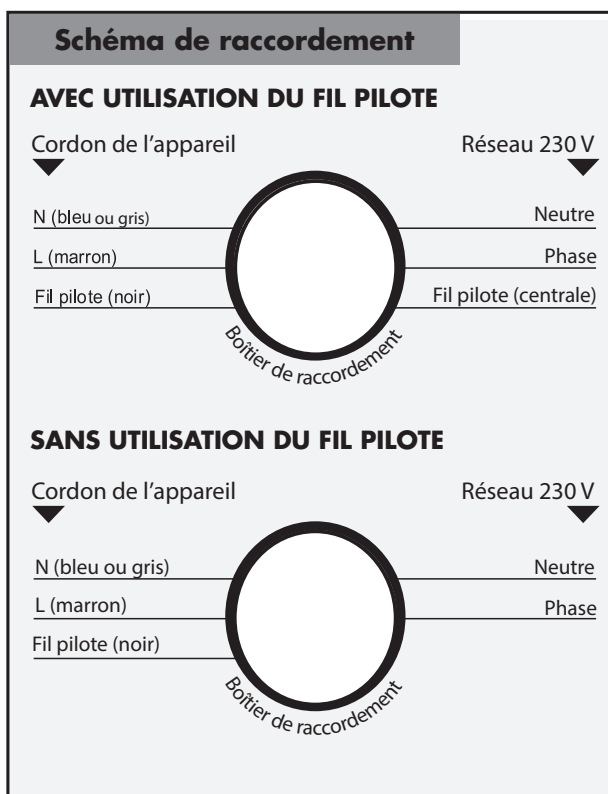 Schéma de raccordement
AVEC UTILISATION DU FIL PILOTE
Cordon de l'appareil
Réseau 230 V
N (bleu ou gris)
Neutre
L (marron)
Phase
Fil pilote (noir)
Fil pilote (centrale)
Boîtier de raccordement
SANS UTILISATION DU FIL PILOTE
Cordon de l'appareil
Réseau 230 V
N (bleu ou gris)
Neutre
L (marron)
Phase
Fil pilote (noir)
Boîtier de raccordement